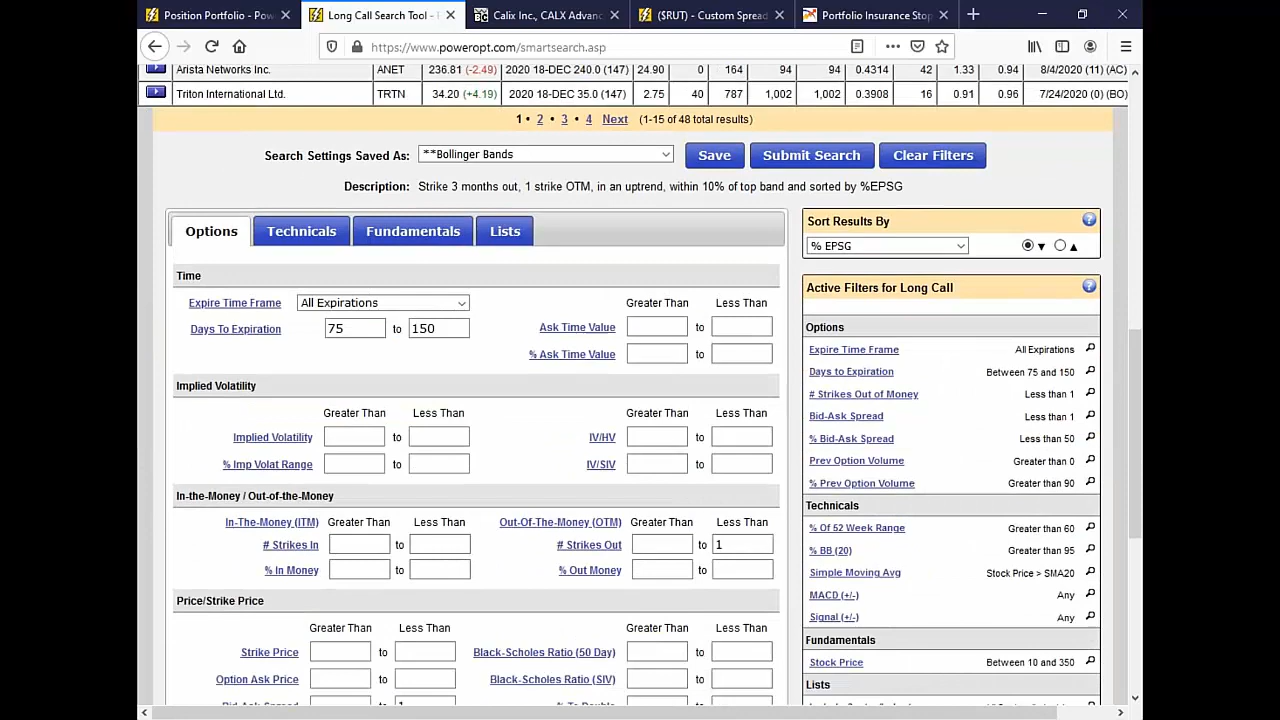 Position Portfolio - Pow
Long Call Search Tool -
Calix Inc., CALX Advanc
($RUT) - Custom Spread
Portfolio Insurance Stop
https://www.poweropt.com/smartsearch.asp
Arista Networks Inc. ANET 236.81 (-2.49) 2020 18-DEC 240.0 (147) 24.90 0 164 94 94 0.4314 42 1.33 0.94 8/4/2020 (11) (AC)
Triton International Ltd. TRTN 34.20 (+4.19) 2020 18-DEC 35.0 (147) 2.75 40 787 1,002 1,002 0.3908 16 0.91 0.96 7/24/2020 (0) (BO)
1 • 2 • 3 • 4 Next (1-15 of 48 total results)
Search Settings Saved As: **Bollinger Bands Save Submit Search Clear Filters
Description: Strike 3 months out, 1 strike OTM, in an uptrend, within 10% of top band and sorted by %EPSG
Options Technicals Fundamentals Lists
Time
Expire Time Frame All Expirations Greater Than Less Than
Days To Expiration 75 to 150 Ask Time Value to
% Ask Time Value to
Implied Volatility
Greater Than Less Than Greater Than Less Than
Implied Volatility to IV/HV to
% Imp Volat Range to IV/SIV to
In-the-Money / Out-of-the-Money
In-The-Money (ITM) Greater Than Less Than Out-Of-The-Money (OTM) Greater Than Less Than
# Strikes In to # Strikes Out to 1
% In Money to % Out Money to
Price/Strike Price
Greater Than Less Than Greater Than Less Than
Strike Price to Black-Scholes Ratio (50 Day) to
Option Ask Price to Black-Scholes Ratio (SIV) to
Sort Results By
% EPSG ▼ ▲
Active Filters for Long Call
Options
Expire Time Frame All Expirations
Days to Expiration Between 75 and 150
# Strikes Out of Money Less than 1
Bid-Ask Spread Less than 1
% Bid-Ask Spread Less than 50
Prev Option Volume Greater than 0
% Prev Option Volume Greater than 90
Technicals
% Of 52 Week Range Greater than 60
% BB (20) Greater than 95
Simple Moving Avg Stock Price > SMA20
MACD (+/-) Any
Signal (+/-) Any
Fundamentals
Stock Price Between 10 and 350
Lists